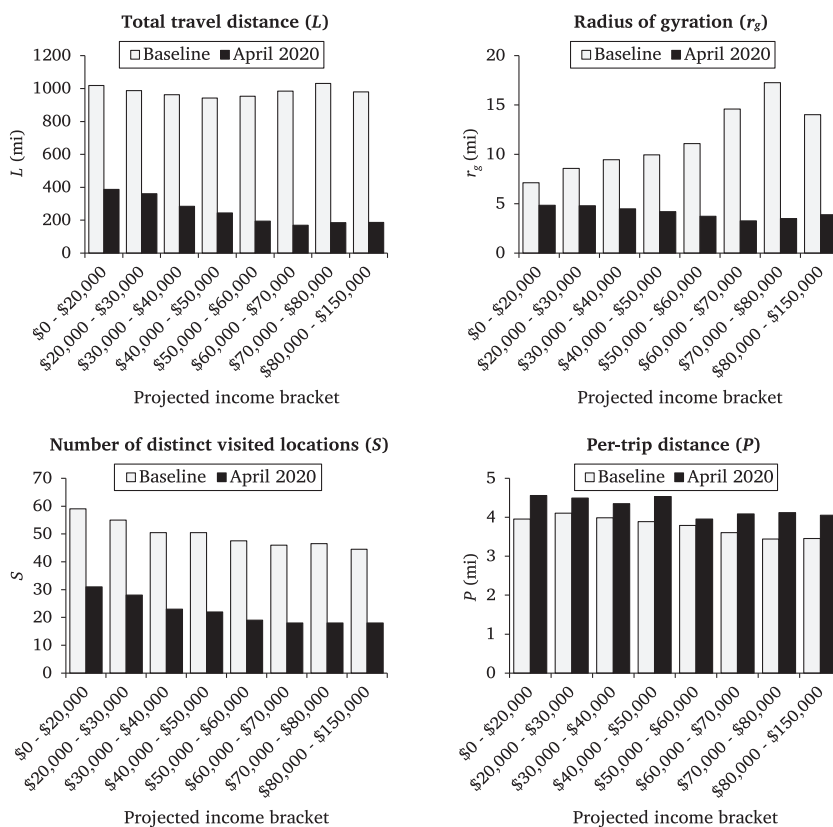 Total travel distance (L)
Baseline April 2020
1200
1000
800
600
400
200
0
L (mi)
$0 - $20,000
$20,000 - $30,000
$30,000 - $40,000
$40,000 - $50,000
$50,000 - $60,000
$60,000 - $70,000
$70,000 - $80,000
$80,000 - $150,000
Projected income bracket
Radius of gyration (rg)
Baseline April 2020
20
15
10
5
0
rg (mi)
$0 - $20,000
$20,000 - $30,000
$30,000 - $40,000
$40,000 - $50,000
$50,000 - $60,000
$60,000 - $70,000
$70,000 - $80,000
$80,000 - $150,000
Projected income bracket
Number of distinct visited locations (S)
Baseline April 2020
70
60
50
40
30
20
10
0
S
$0 - $20,000
$20,000 - $30,000
$30,000 - $40,000
$40,000 - $50,000
$50,000 - $60,000
$60,000 - $70,000
$70,000 - $80,000
$80,000 - $150,000
Projected income bracket
Per-trip distance (P)
Baseline April 2020
5
4
3
2
1
0
P (mi)
$0 - $20,000
$20,000 - $30,000
$30,000 - $40,000
$40,000 - $50,000
$50,000 - $60,000
$60,000 - $70,000
$70,000 - $80,000
$80,000 - $150,000
Projected income bracket